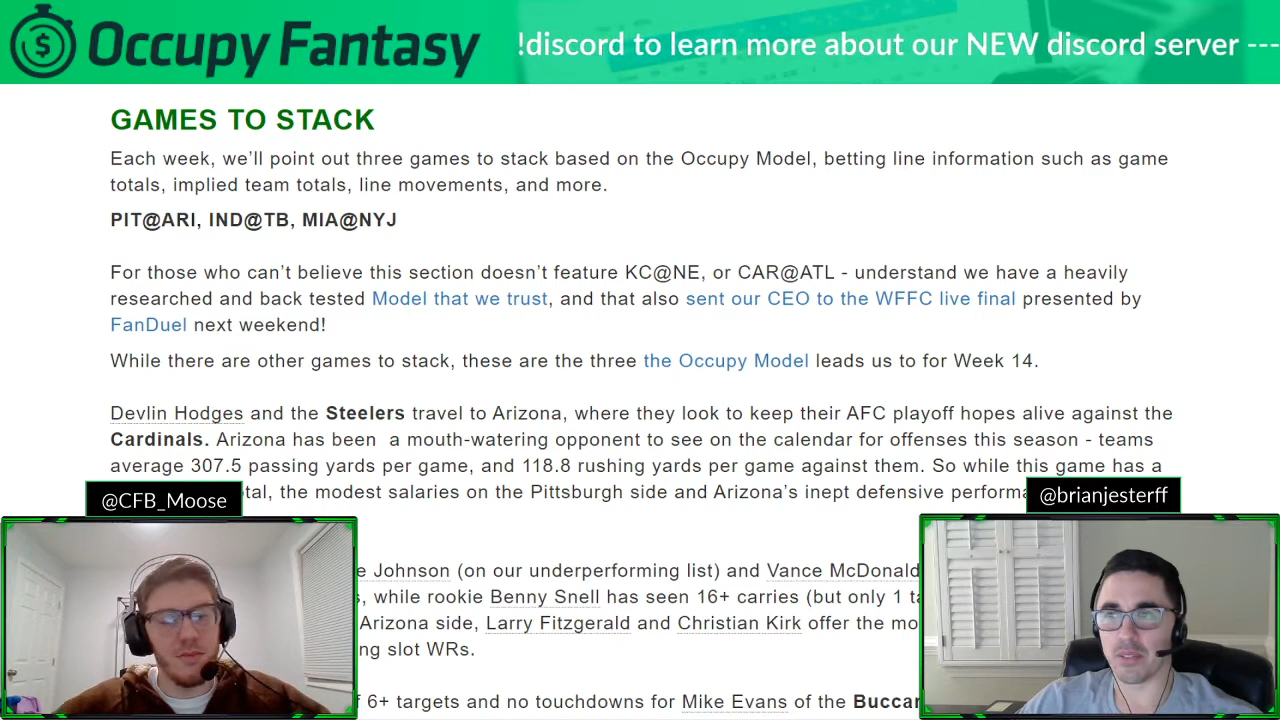 Occupy Fantasy
!discord to learn more about our NEW discord server ---
GAMES TO STACK
Each week, we'll point out three games to stack based on the Occupy Model, betting line information such as game
totals, implied team totals, line movements, and more.
PIT@ARI, IND@TB, MIA@NYJ
For those who can't believe this section doesn't feature KC@NE, or CAR@ATL - understand we have a heavily
researched and back tested Model that we trust, and that also sent our CEO to the WFFC live final presented by
FanDuel next weekend!
While there are other games to stack, these are the three the Occupy Model leads us to for Week 14.
Devlin Hodges and the Steelers travel to Arizona, where they look to keep their AFC playoff hopes alive against the
Cardinals. Arizona has been a mouth-watering opponent to see on the calendar for offenses this season - teams
average 307.5 passing yards per game, and 118.8 rushing yards per game against them. So while this game has a
tal, the modest salaries on the Pittsburgh side and Arizona's inept defensive
@CFB_Moose
@brianjesterff
e Johnson (on our underperforming list) and Vance McDonald
, while rookie Benny Snell has seen 16+ carries (but only 1
Arizona side, Larry Fitzgerald and Christian Kirk offer the
ng slot WRs.
6+ targets and no touchdowns for Mike Evans of the